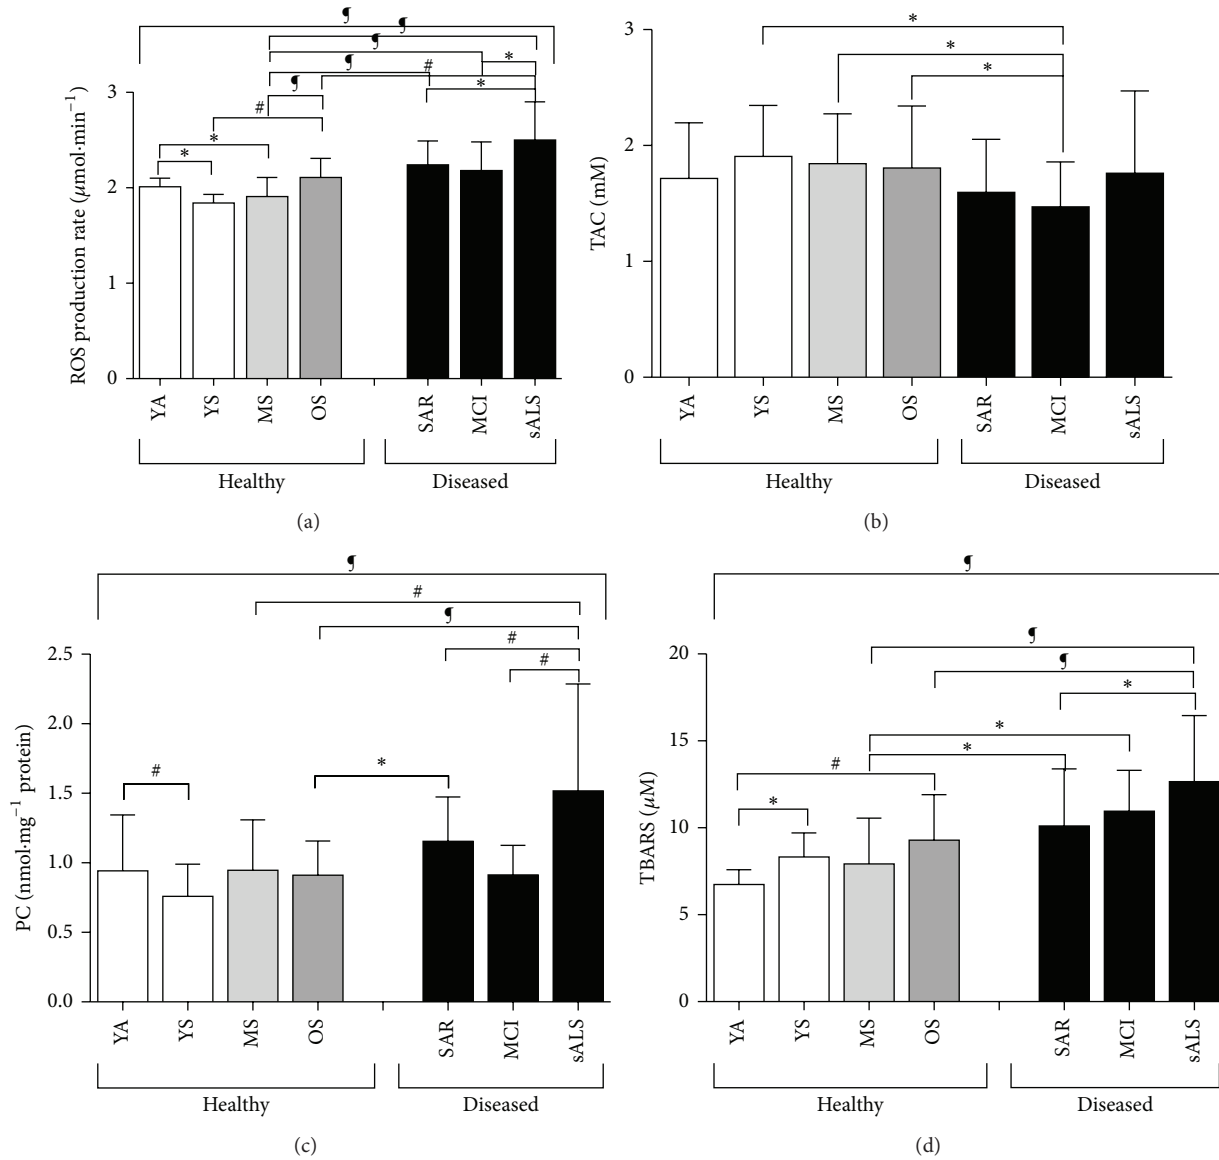 ¶
¶
¶
*
¶
#
¶
*
#
*
*
3
2
1
0
ROS production rate (μmol·min⁻¹)
YA
YS
MS
OS
SAR
MCI
sALS
Healthy
Diseased
(a)
*
*
*
3
2
1
0
TAC (mM)
YA
YS
MS
OS
SAR
MCI
sALS
Healthy
Diseased
(b)
¶
#
¶
#
#
#
*
2.5
2.0
1.5
1.0
0.5
0.0
PC (nmol·mg⁻¹ protein)
YA
YS
MS
OS
SAR
MCI
sALS
Healthy
Diseased
(c)
¶
¶
¶
*
*
*
#
*
20
15
10
5
0
TBARS (μM)
YA
YS
MS
OS
SAR
MCI
sALS
Healthy
Diseased
(d)